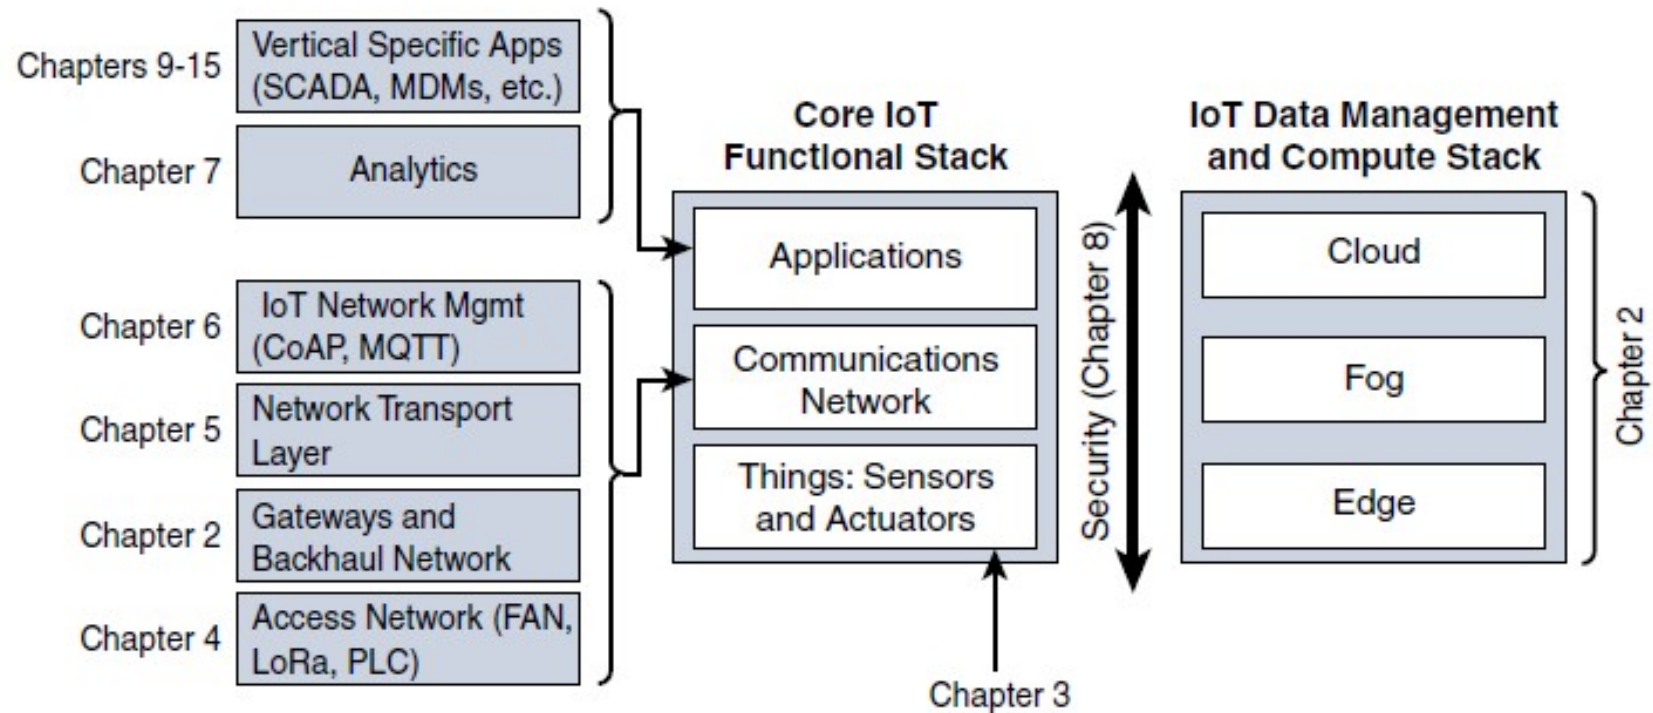 Chapters 9-15
Vertical Specific Apps
(SCADA, MDMs, etc.)
Chapter 7
Analytics
Chapter 6
IoT Network Mgmt
(CoAP, MQTT)
Chapter 5
Network Transport
Layer
Chapter 2
Gateways and
Backhaul Network
Chapter 4
Access Network (FAN,
LoRa, PLC)
Core IoT
Functional Stack
Applications
Communications
Network
Things: Sensors
and Actuators
Chapter 3
Security (Chapter 8)
IoT Data Management
and Compute Stack
Cloud
Fog
Edge
Chapter 2